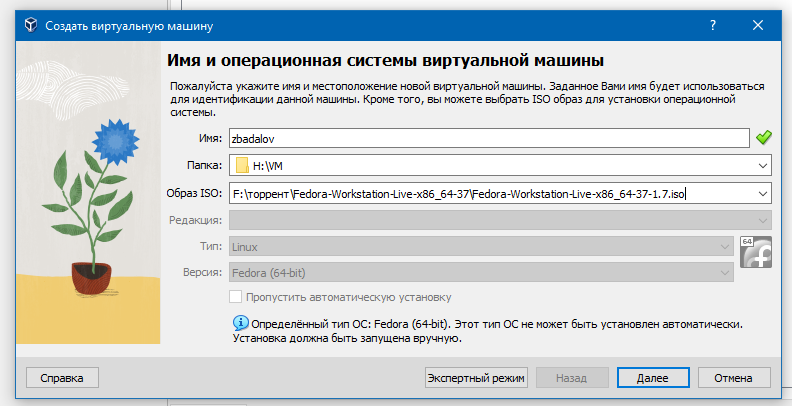 Создать виртуальную машину
Имя и операционная системы виртуальной машины
Пожалуйста укажите имя и местоположение новой виртуальной машины. Заданное Вами имя будет использоваться
для идентификации данной машины. Кроме того, вы можете выбрать ISO образ для установки операционной
системы.
Имя: zbadalov
Папка: H:\VM
Образ ISO: F:\торрент\Fedora-Workstation-Live-x86_64-37\Fedora-Workstation-Live-x86_64-37-1.7.iso
Редакция:
Тип: Linux
64
Версия: Fedora (64-bit)
Пропустить автоматическую установку
Определённый тип ОС: Fedora (64-bit). Этот тип ОС не может быть установлен автоматически.
Установка должна быть запущена вручную.
Справка Экспертный режим Назад Далее Отмена